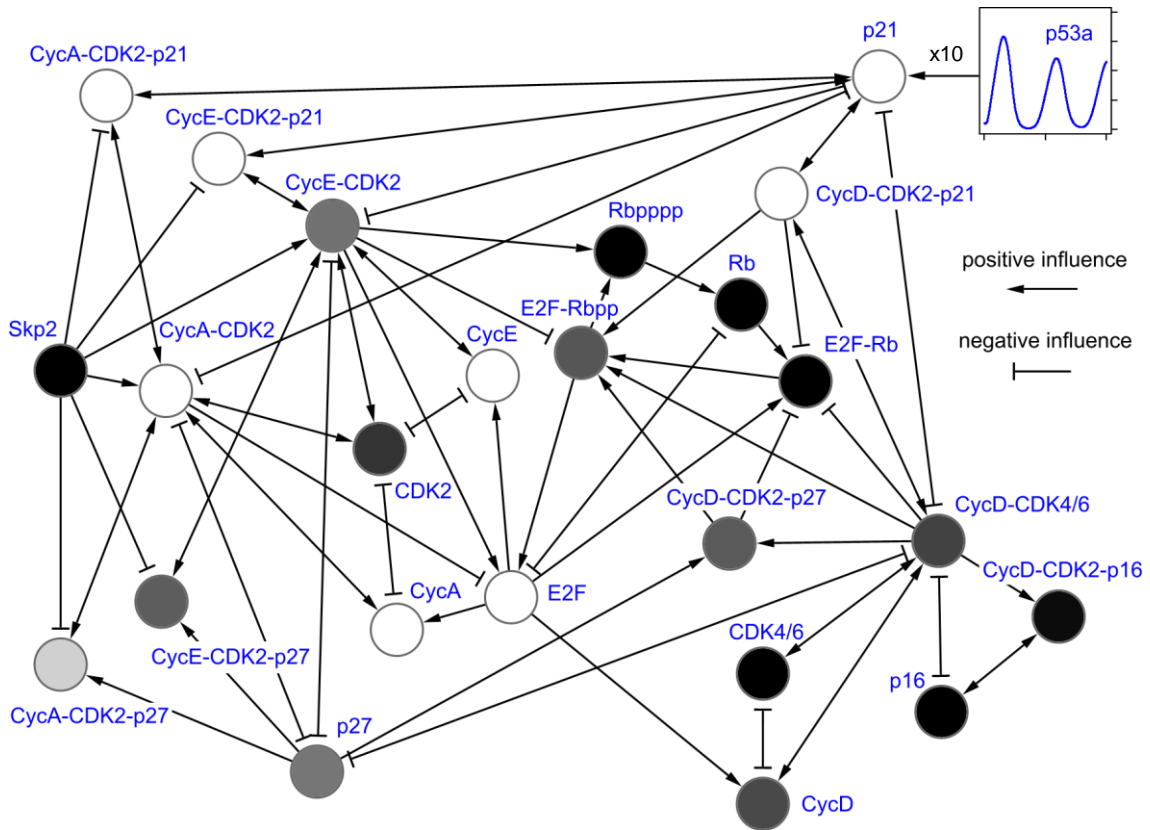 p21
p53a
x10
CycA-CDK2-p21
CycE-CDK2-p21
CycE-CDK2
CycD-CDK2-p21
Rbpppp
Rb
positive influence
E2F-Rbpp
Skp2
CycA-CDK2
CycE
E2F-Rb
negative influence
CDK2
CycD-CDK2-p27
CycD-CDK4/6
CycD-CDK2-p16
CycA
E2F
CDK4/6
CycE-CDK2-p27
p16
CycA-CDK2-p27
p27
CycD